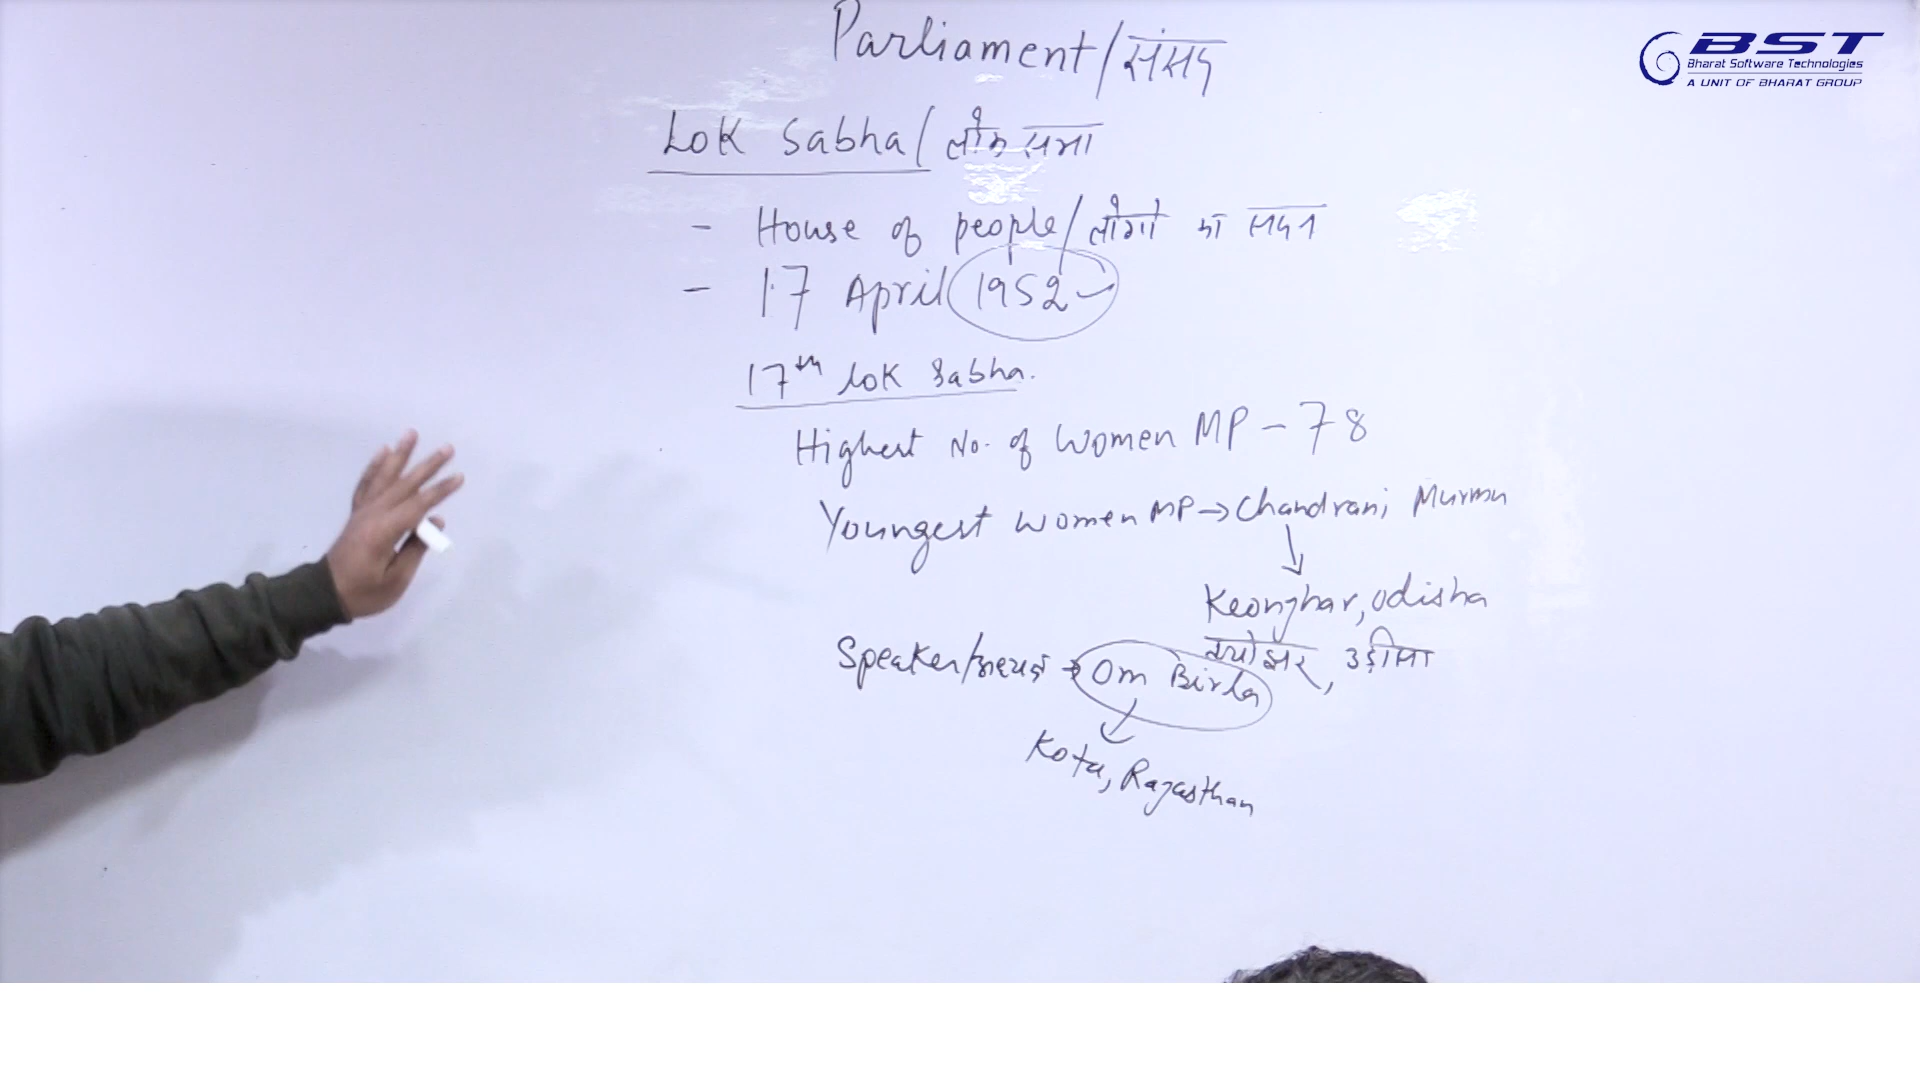 Parliament/संसद
BST
Bharat Software Technologies
A UNIT OF BHARAT GROUP
Lok Sabha/लोक सभा
- House of people/लोगो का सदन
- 17 April 1952
17th Lok Sabha.
Highest No. of Women MP - 78
Youngest Women MP → Chandrani Murmu
Keonjhar, Odisha
क्योंझर, उड़ीसा
Speaker/अध्यक्ष → Om Birla
Kota, Rajasthan